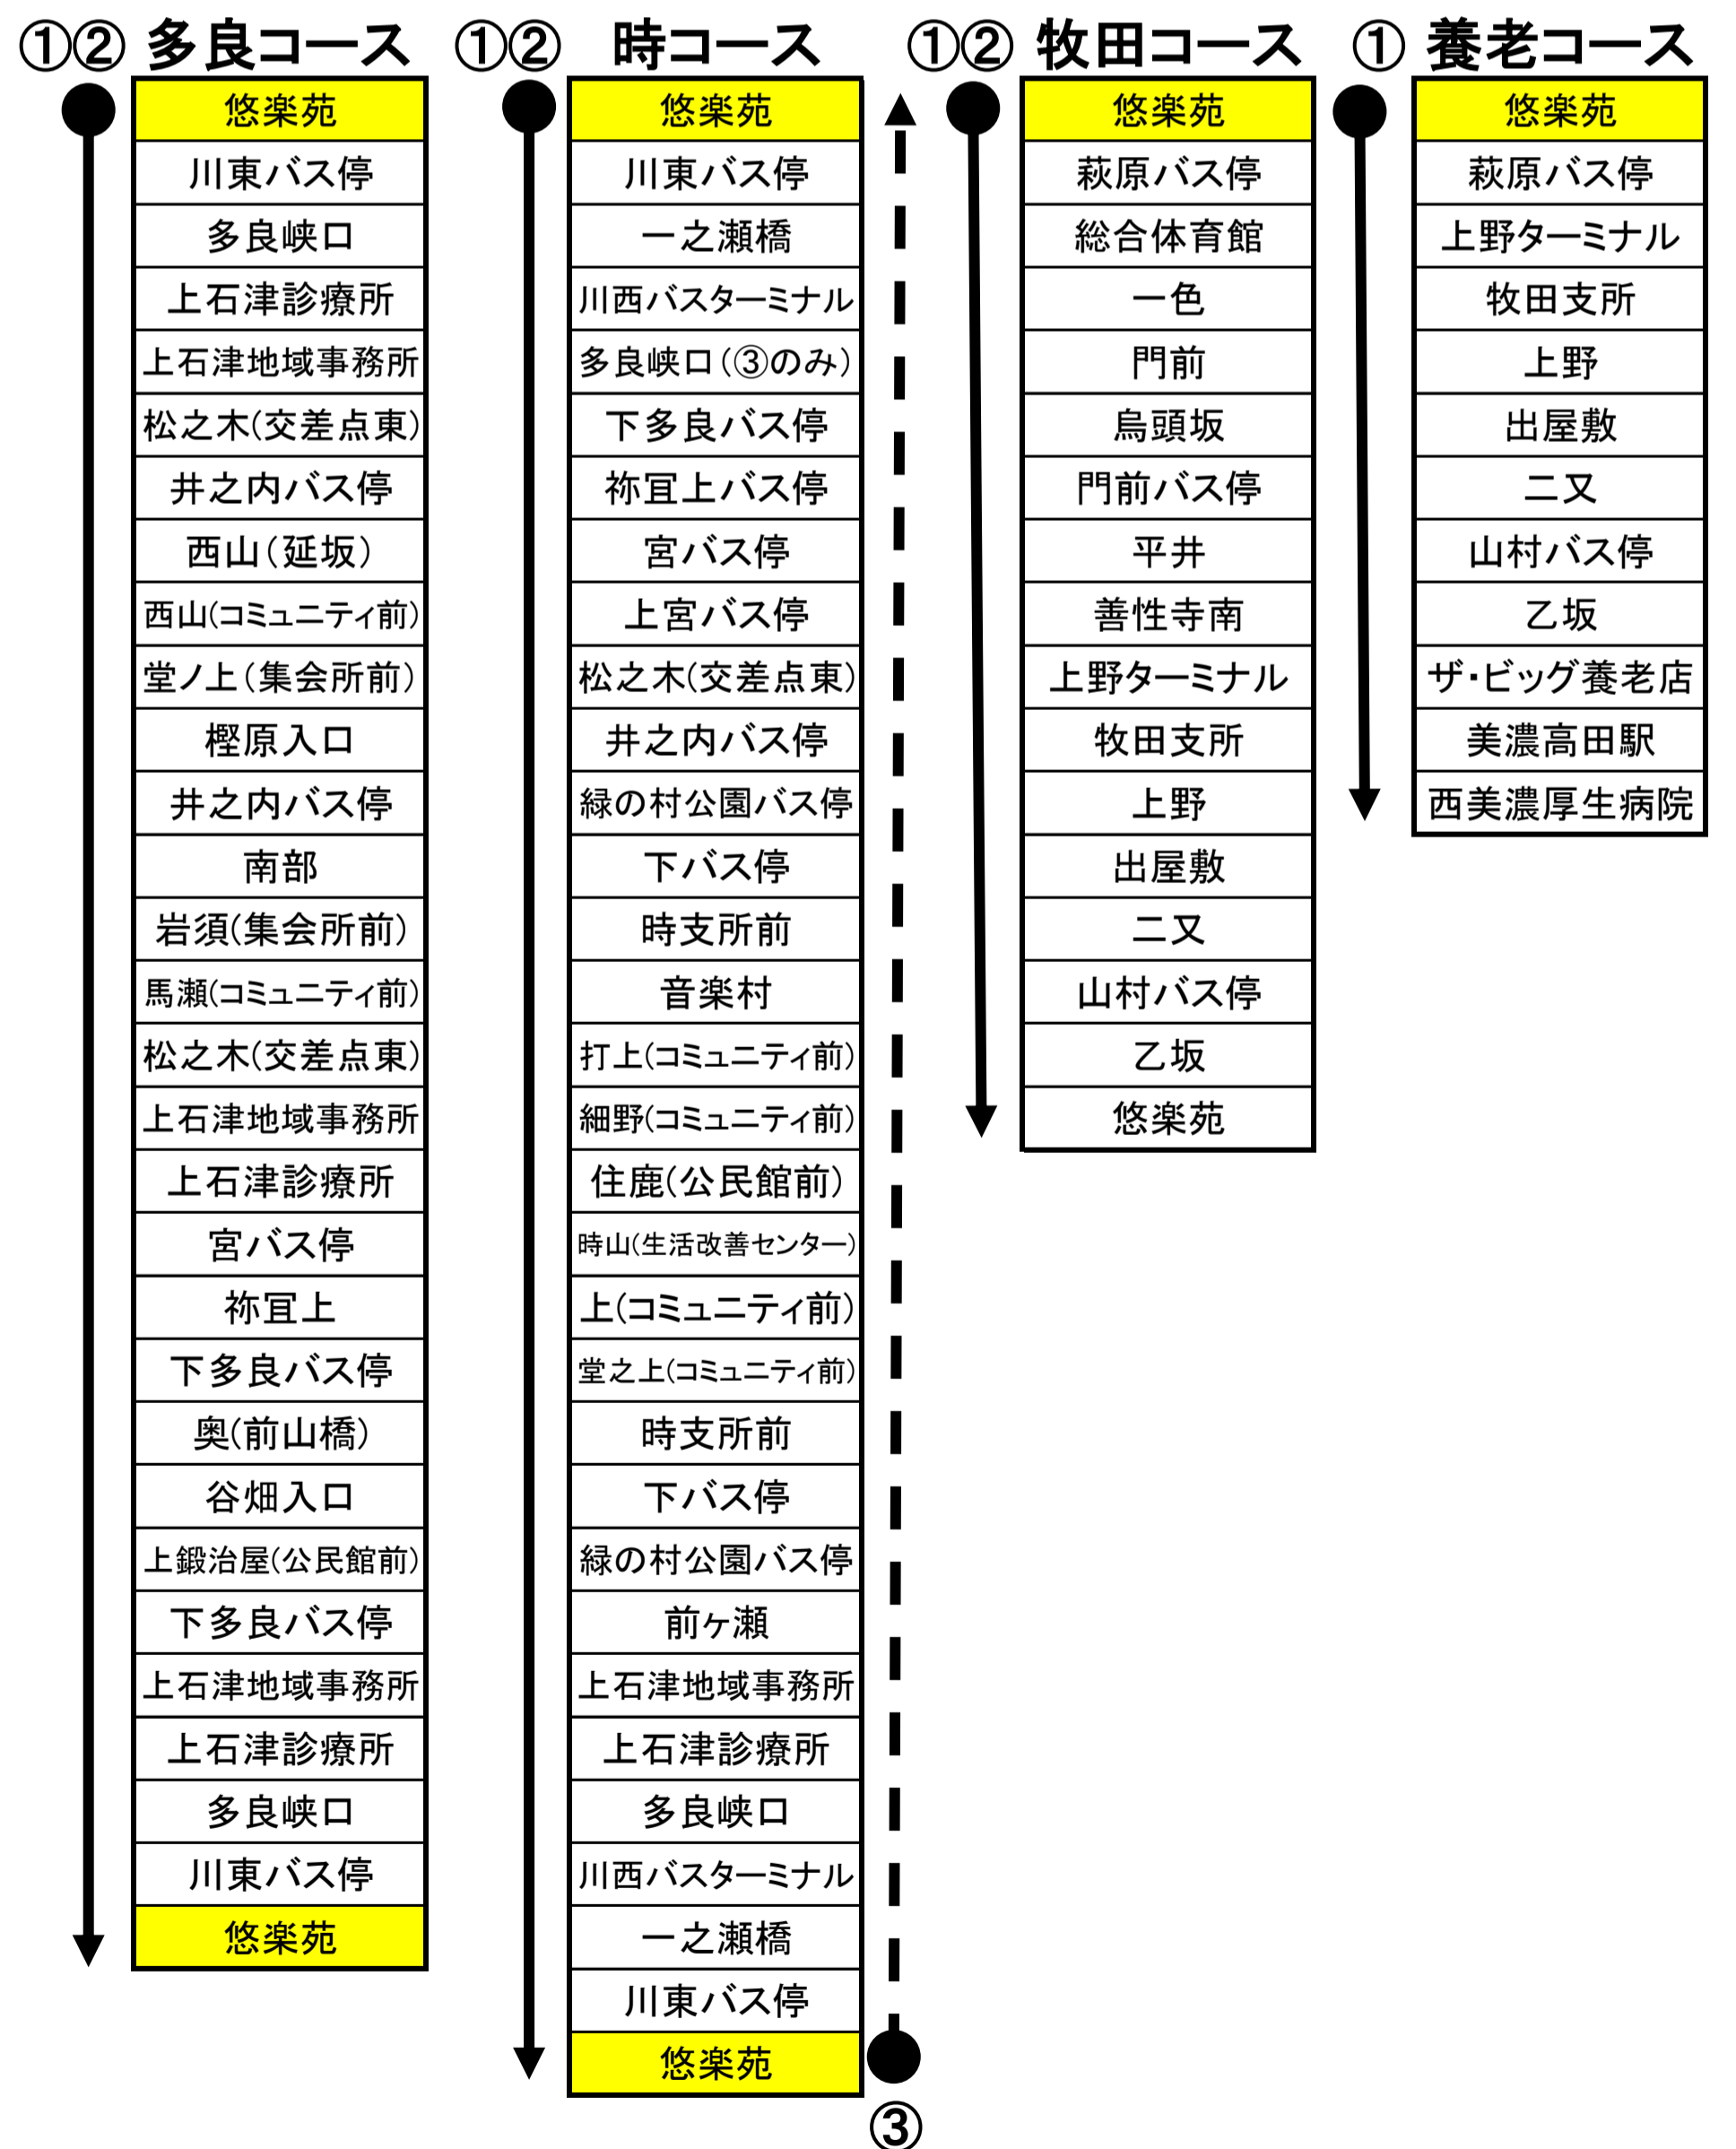 ①② 多良コース
悠楽苑
川東バス停
多良峡口
上石津診療所
上石津地域事務所
松之木(交差点東)
井之内バス停
西山(延坂)
西山(コミュニティ前)
堂ノ上(集会所前)
樫原入口
井之内バス停
南部
岩須(集会所前)
馬瀬(コミュニティ前)
松之木(交差点東)
上石津地域事務所
上石津診療所
宮バス停
祢冝上
下多良バス停
奥(前山橋)
谷畑入口
上鍛治屋(公民館前)
下多良バス停
上石津地域事務所
上石津診療所
多良峡口
川東バス停
悠楽苑
①② 時コース
悠楽苑
川東バス停
一之瀬橋
川西バスターミナル
多良峡口(③のみ)
下多良バス停
祢冝上バス停
宮バス停
上宮バス停
松之木(交差点東)
井之内バス停
緑の村公園バス停
下バス停
時支所前
音楽村
打上(コミュニティ前)
細野(コミュニティ前)
住鹿(公民館前)
時山(生活改善センター)
上(コミュニティ前)
堂之上(コミュニティ前)
時支所前
下バス停
緑の村公園バス停
前ヶ瀬
上石津地域事務所
上石津診療所
多良峡口
川西バスターミナル
一之瀬橋
川東バス停
悠楽苑
③
①② 牧田コース
悠楽苑
萩原バス停
総合体育館
一色
門前
烏頭坂
門前バス停
平井
善性寺南
上野ターミナル
牧田支所
上野
出屋敷
二又
山村バス停
乙坂
悠楽苑
① 養老コース
悠楽苑
萩原バス停
上野ターミナル
牧田支所
上野
出屋敷
二又
山村バス停
乙坂
ザ・ビッグ養老店
美濃高田駅
西美濃厚生病院